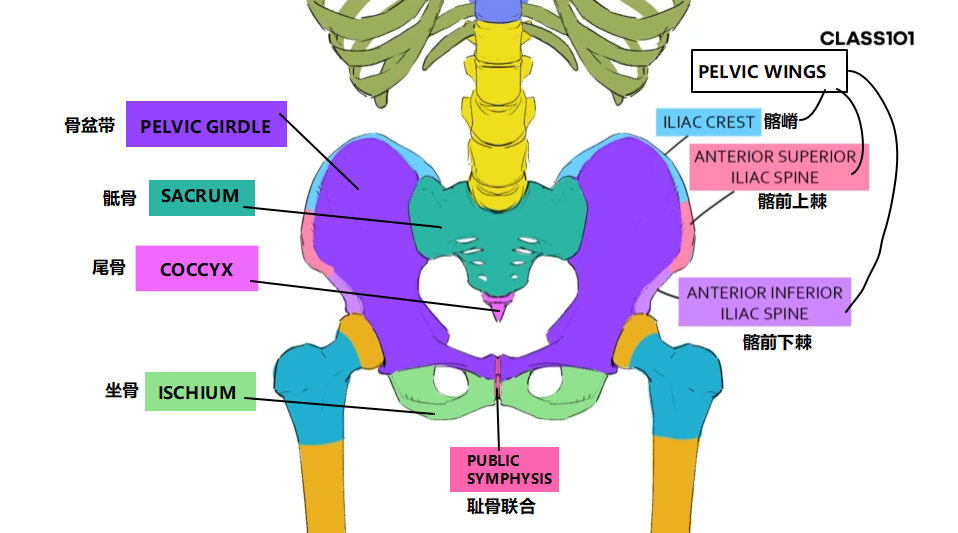 CLASS101
PELVIC WINGS
骨盆带
PELVIC GIRDLE
ILIAC CREST
髂嵴
ANTERIOR SUPERIOR
ILIAC SPINE
髂前上棘
骶骨
SACRUM
尾骨
COCCYX
ANTERIOR INFERIOR
ILIAC SPINE
髂前下棘
坐骨
ISCHIUM
PUBLIC
SYMPHYSIS
耻骨联合